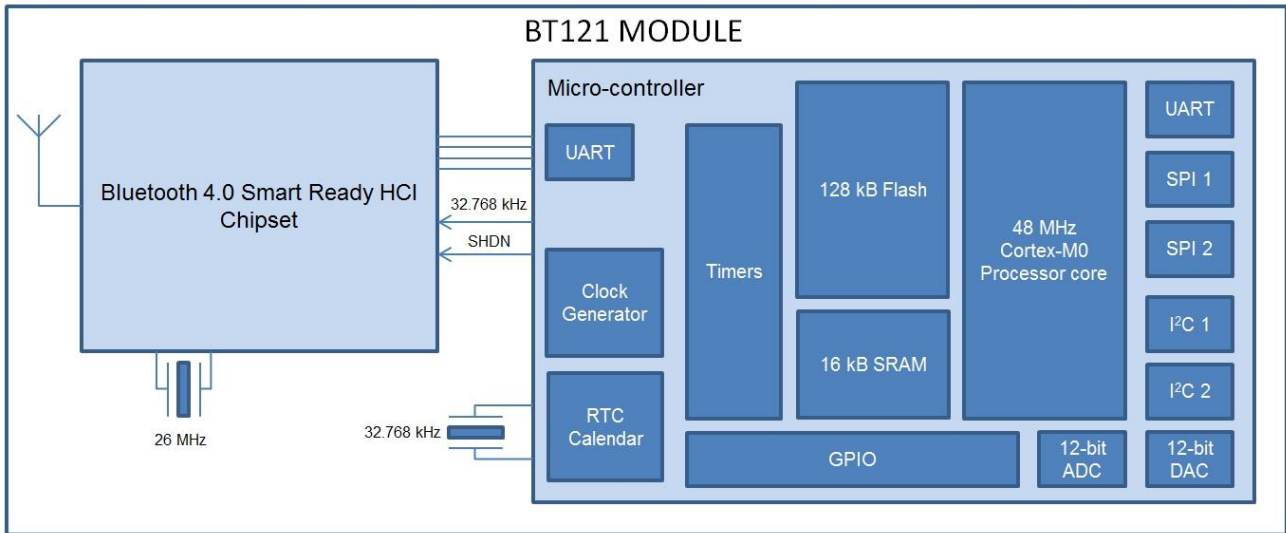 BT121 MODULE
Bluetooth 4.0 Smart Ready HCI
Chipset
26 MHz
32.768 kHz
SHDN
32.768 kHz
Micro-controller
UART
Clock
Generator
RTC
Calendar
Timers
128 kB Flash
16 kB SRAM
48 MHz
Cortex-M0
Processor core
GPIO
12-bit
ADC
UART
SPI 1
SPI 2
I²C 1
I²C 2
12-bit
DAC